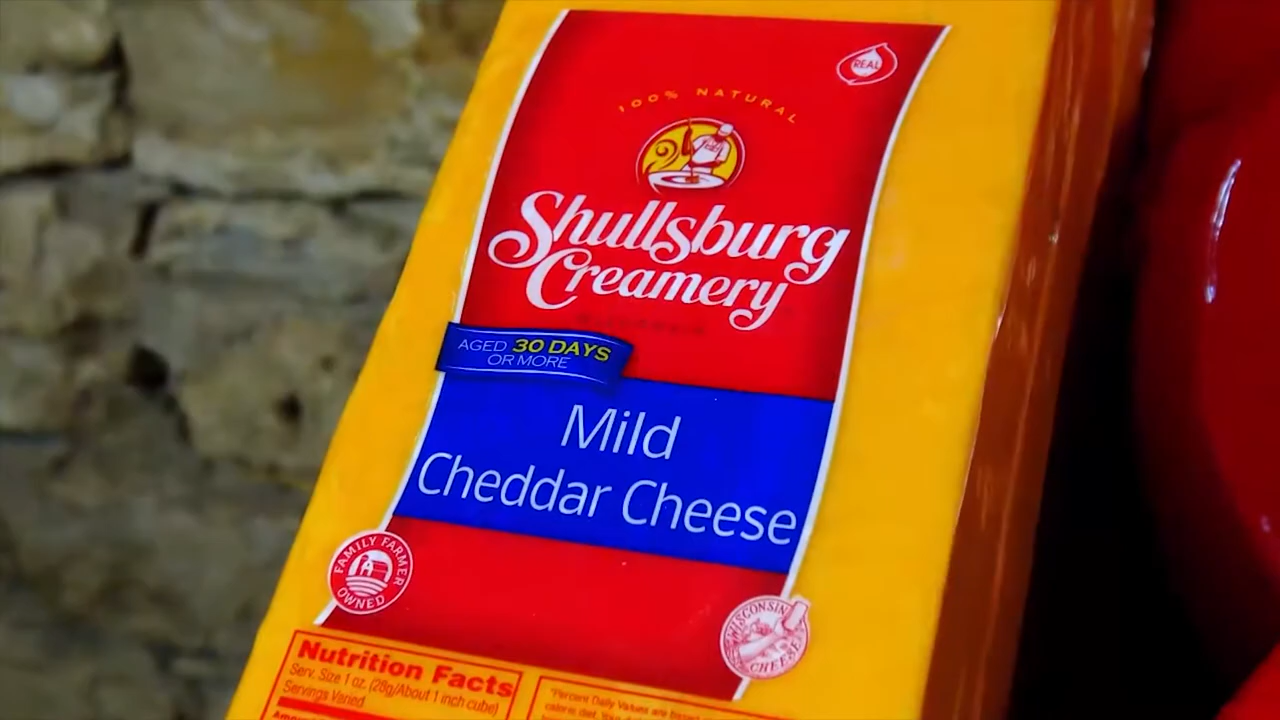 REAL
100% NATURAL
Shullsburg
Creamery
AGED 30 DAYS
OR MORE
Mild
Cheddar Cheese
FAMILY FARMER
OWNED
WISCONSIN
CHEESE
Nutrition Facts
Serv. Size 1 oz. (28g/About 1 inch cube)
Servings Varied
*Percent Daily Values are based